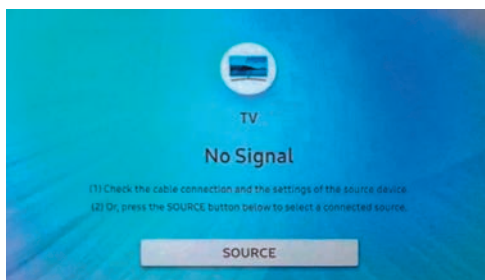 TV
No Signal
(1) Check the cable connection and the settings of the source device.
(2) Or, press the SOURCE button below to select a connected source.
SOURCE